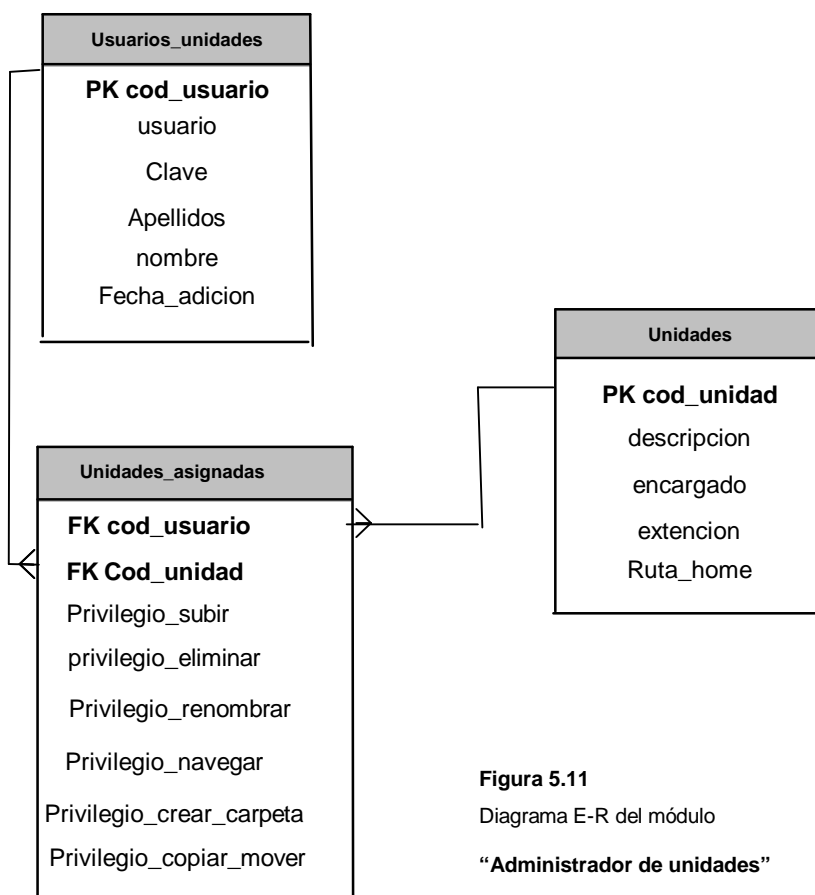 Usuarios_unidades
PK cod_usuario
usuario
Clave
Apellidos
nombre
Fecha_adicion
Unidades
PK cod_unidad
descripcion
encargado
extencion
Ruta_home
Unidades_asignadas
FK cod_usuario
FK Cod_unidad
Privilegio_subir
privilegio_eliminar
Privilegio_renombrar
Privilegio_navegar
Privilegio_crear_carpeta
Privilegio_copiar_mover
Figura 5.11
Diagrama E-R del módulo
“Administrador de unidades”